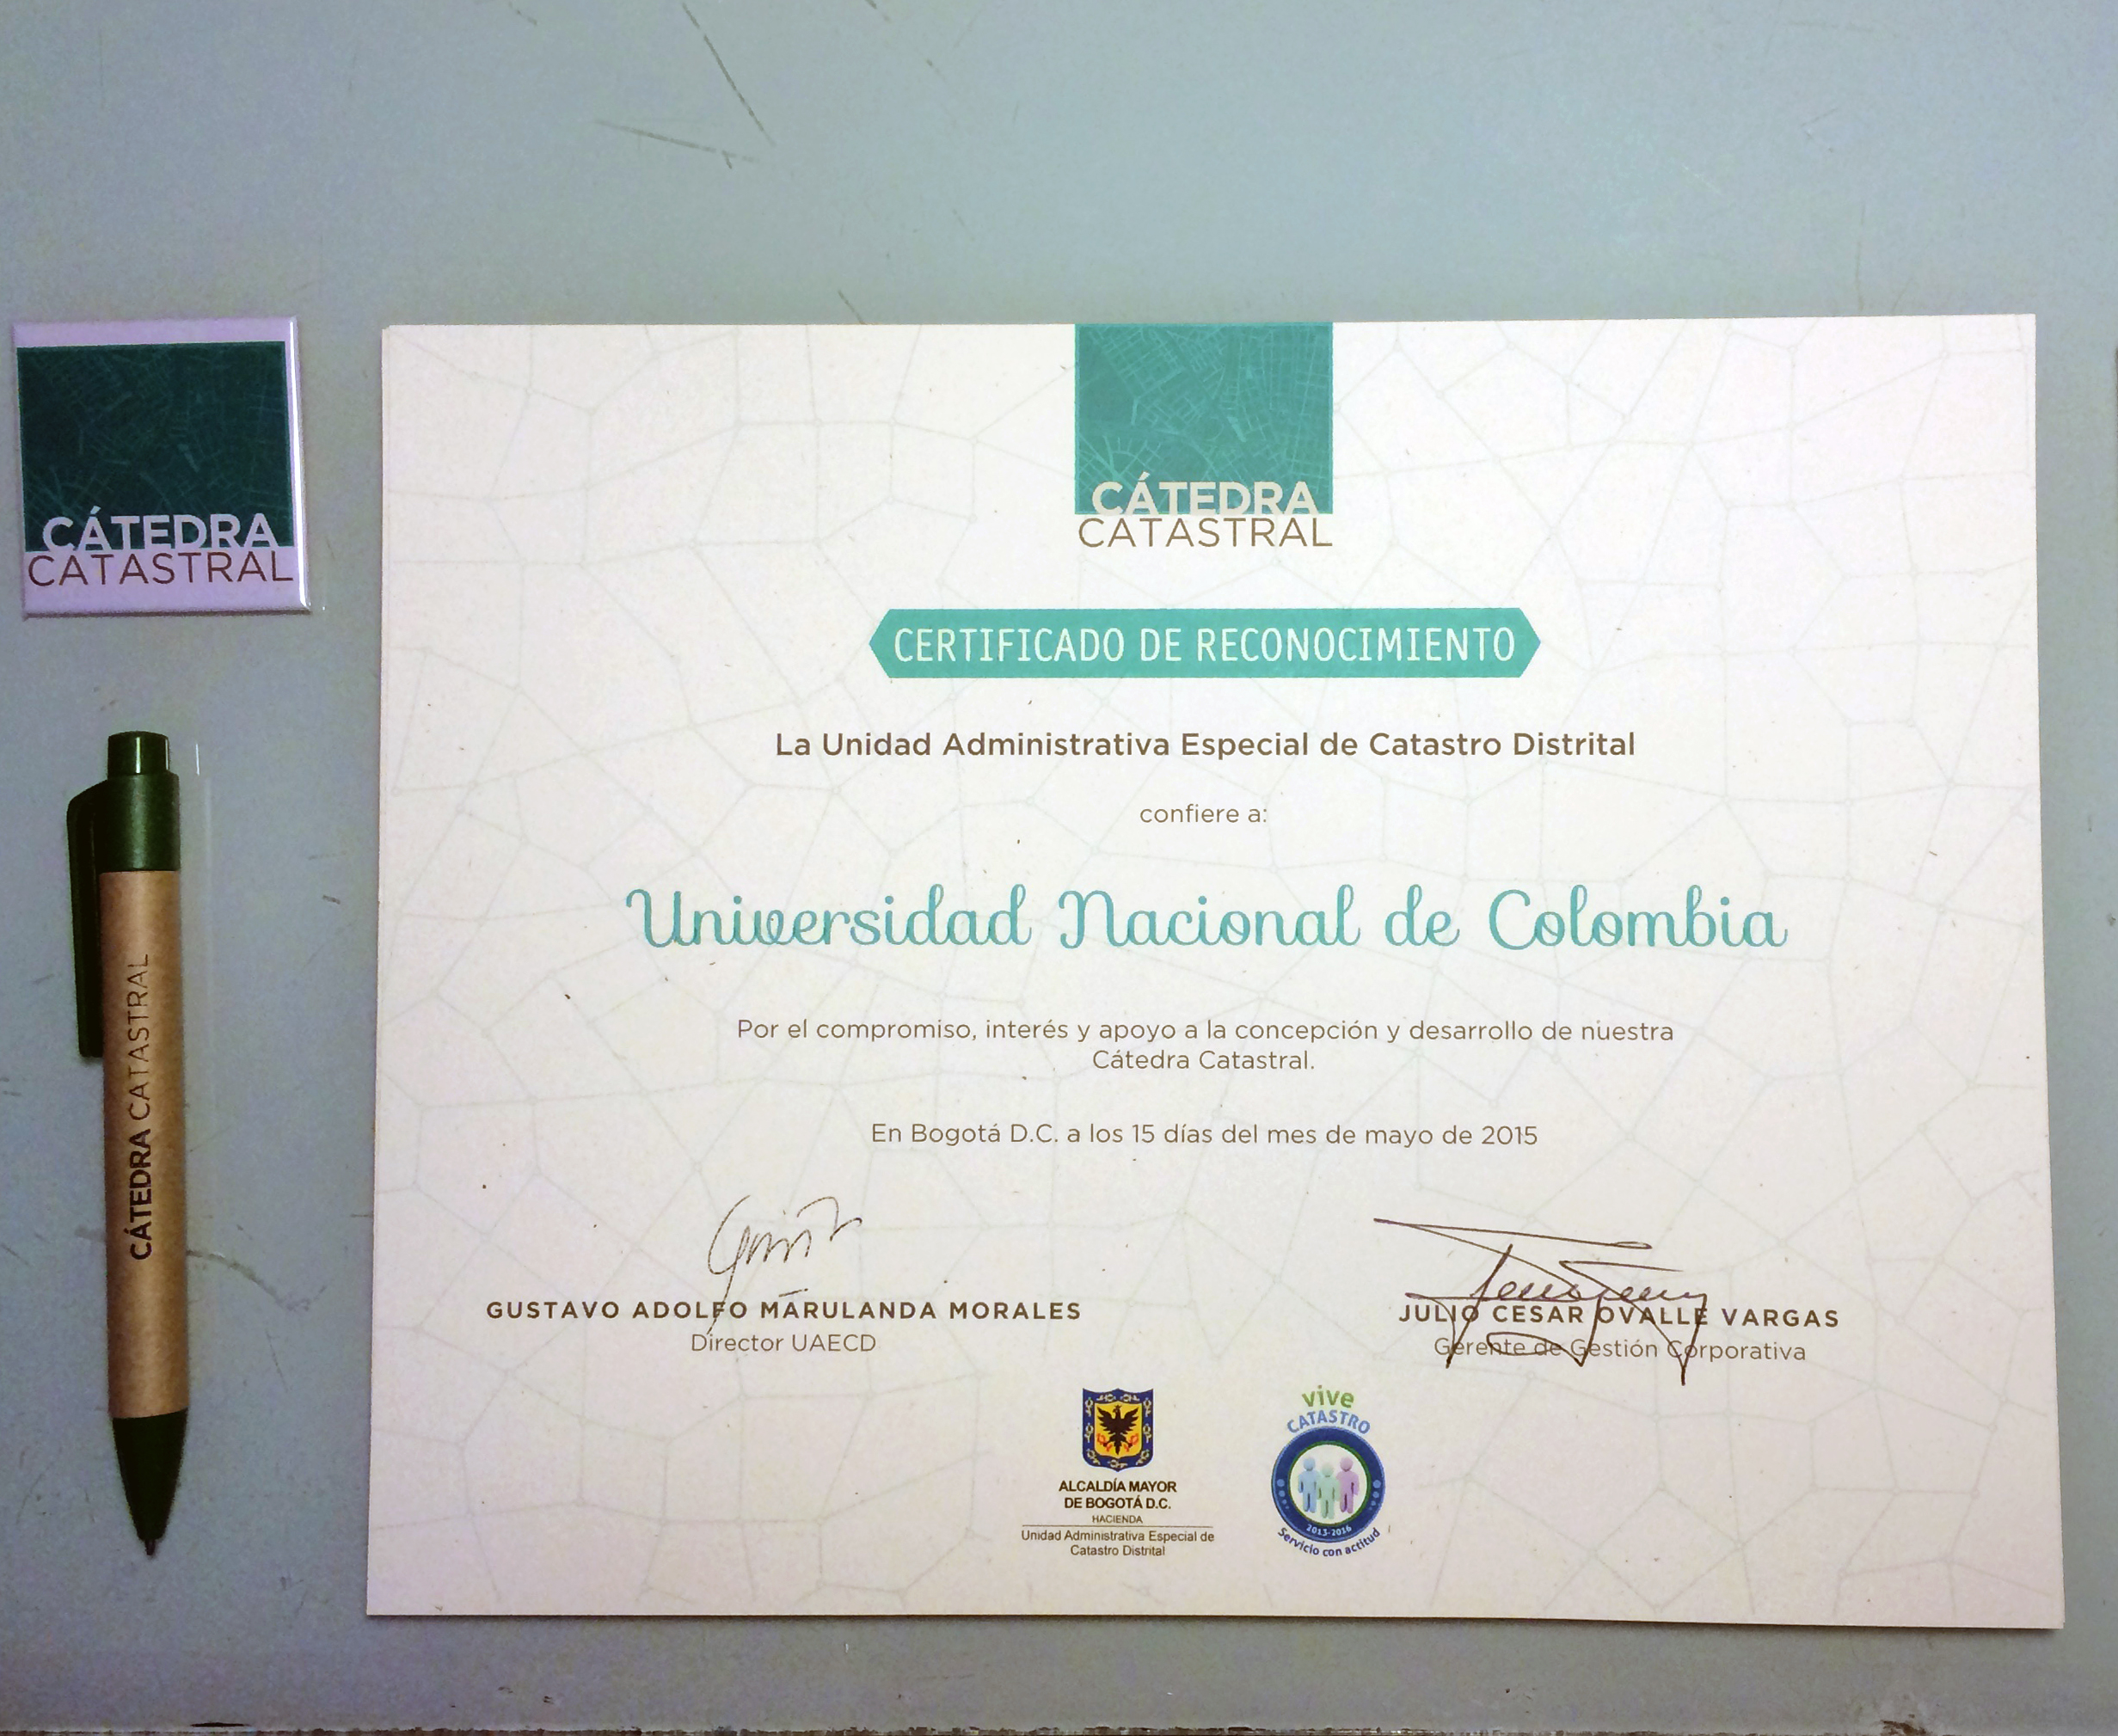 CÁTEDRA
CATASTRAL
CÁTEDRA CATASTRAL
CÁTEDRA
CATASTRAL
CERTIFICADO DE RECONOCIMIENTO
La Unidad Administrativa Especial de Catastro Distrital
confiere a:
Universidad Nacional de Colombia
Por el compromiso, interés y apoyo a la concepción y desarrollo de nuestra
Cátedra Catastral.
En Bogotá D.C. a los 15 días del mes de mayo de 2015
GUSTAVO ADOLFO MARULANDA MORALES
Director UAECD
JULIO CESAR OVALLE VARGAS
Gerente de Gestión Corporativa
ALCALDÍA MAYOR
DE BOGOTÁ D.C.
HACIENDA
Unidad Administrativa Especial de
Catastro Distrital
vive
CATASTRO
2013-2016
Servicio con actitud